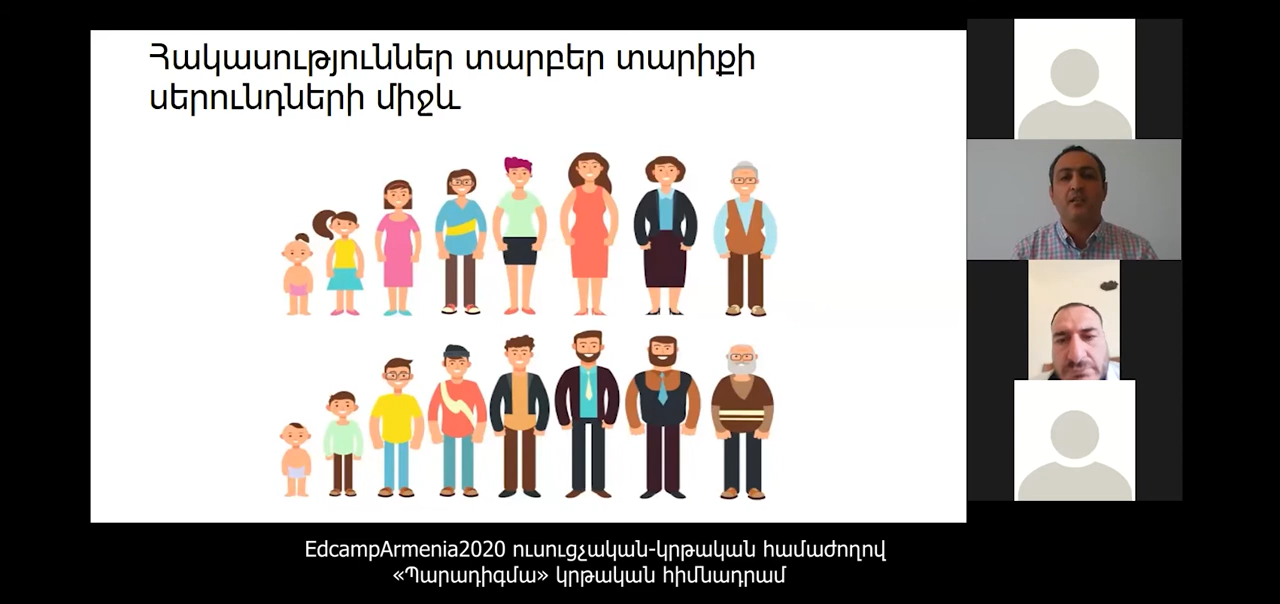 Հակասություններ տարբեր տարիքի
սերունդների միջև
EdcampArmenia2020 ուսուցչական-կրթական համաժողով
«Պարադիգմա» կրթական հիմնադրամ